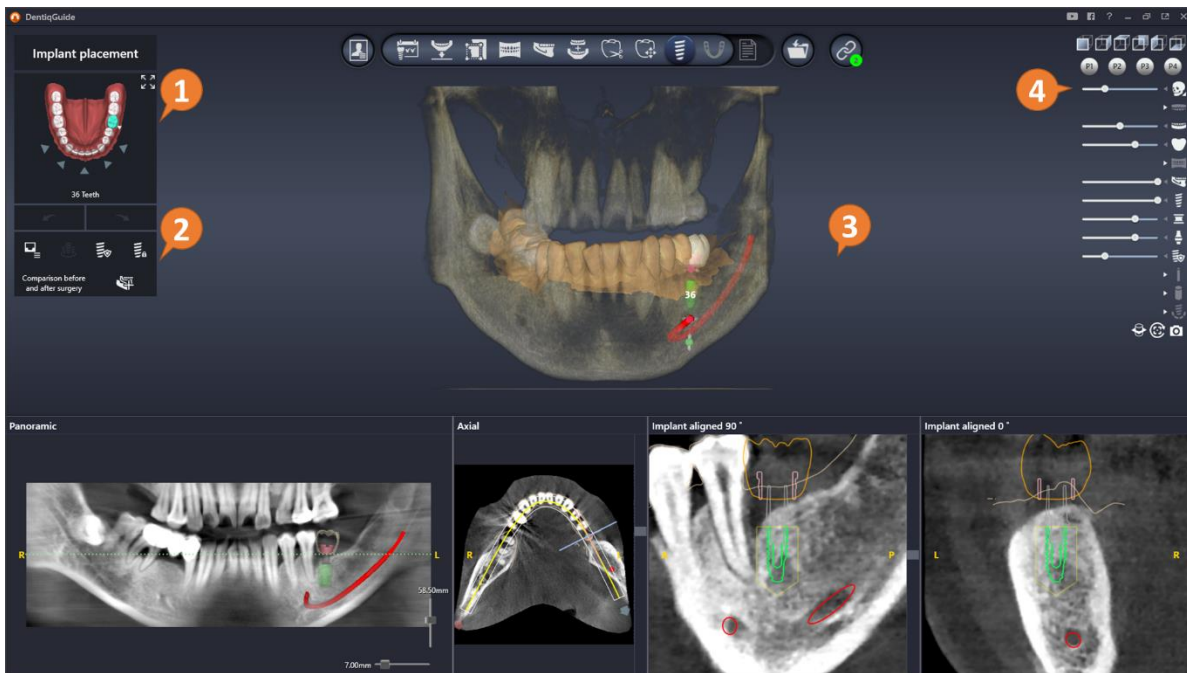 DentiqGuide
?
Implant placement
1
36 Teeth
2
Comparison before
and after surgery
2
P1 P2 P3 P4
4
3
36
Panoramic
R
L
58.50mm
7.00mm
Axial
R
Implant aligned 90 °
P
Implant aligned 0 °
L
R